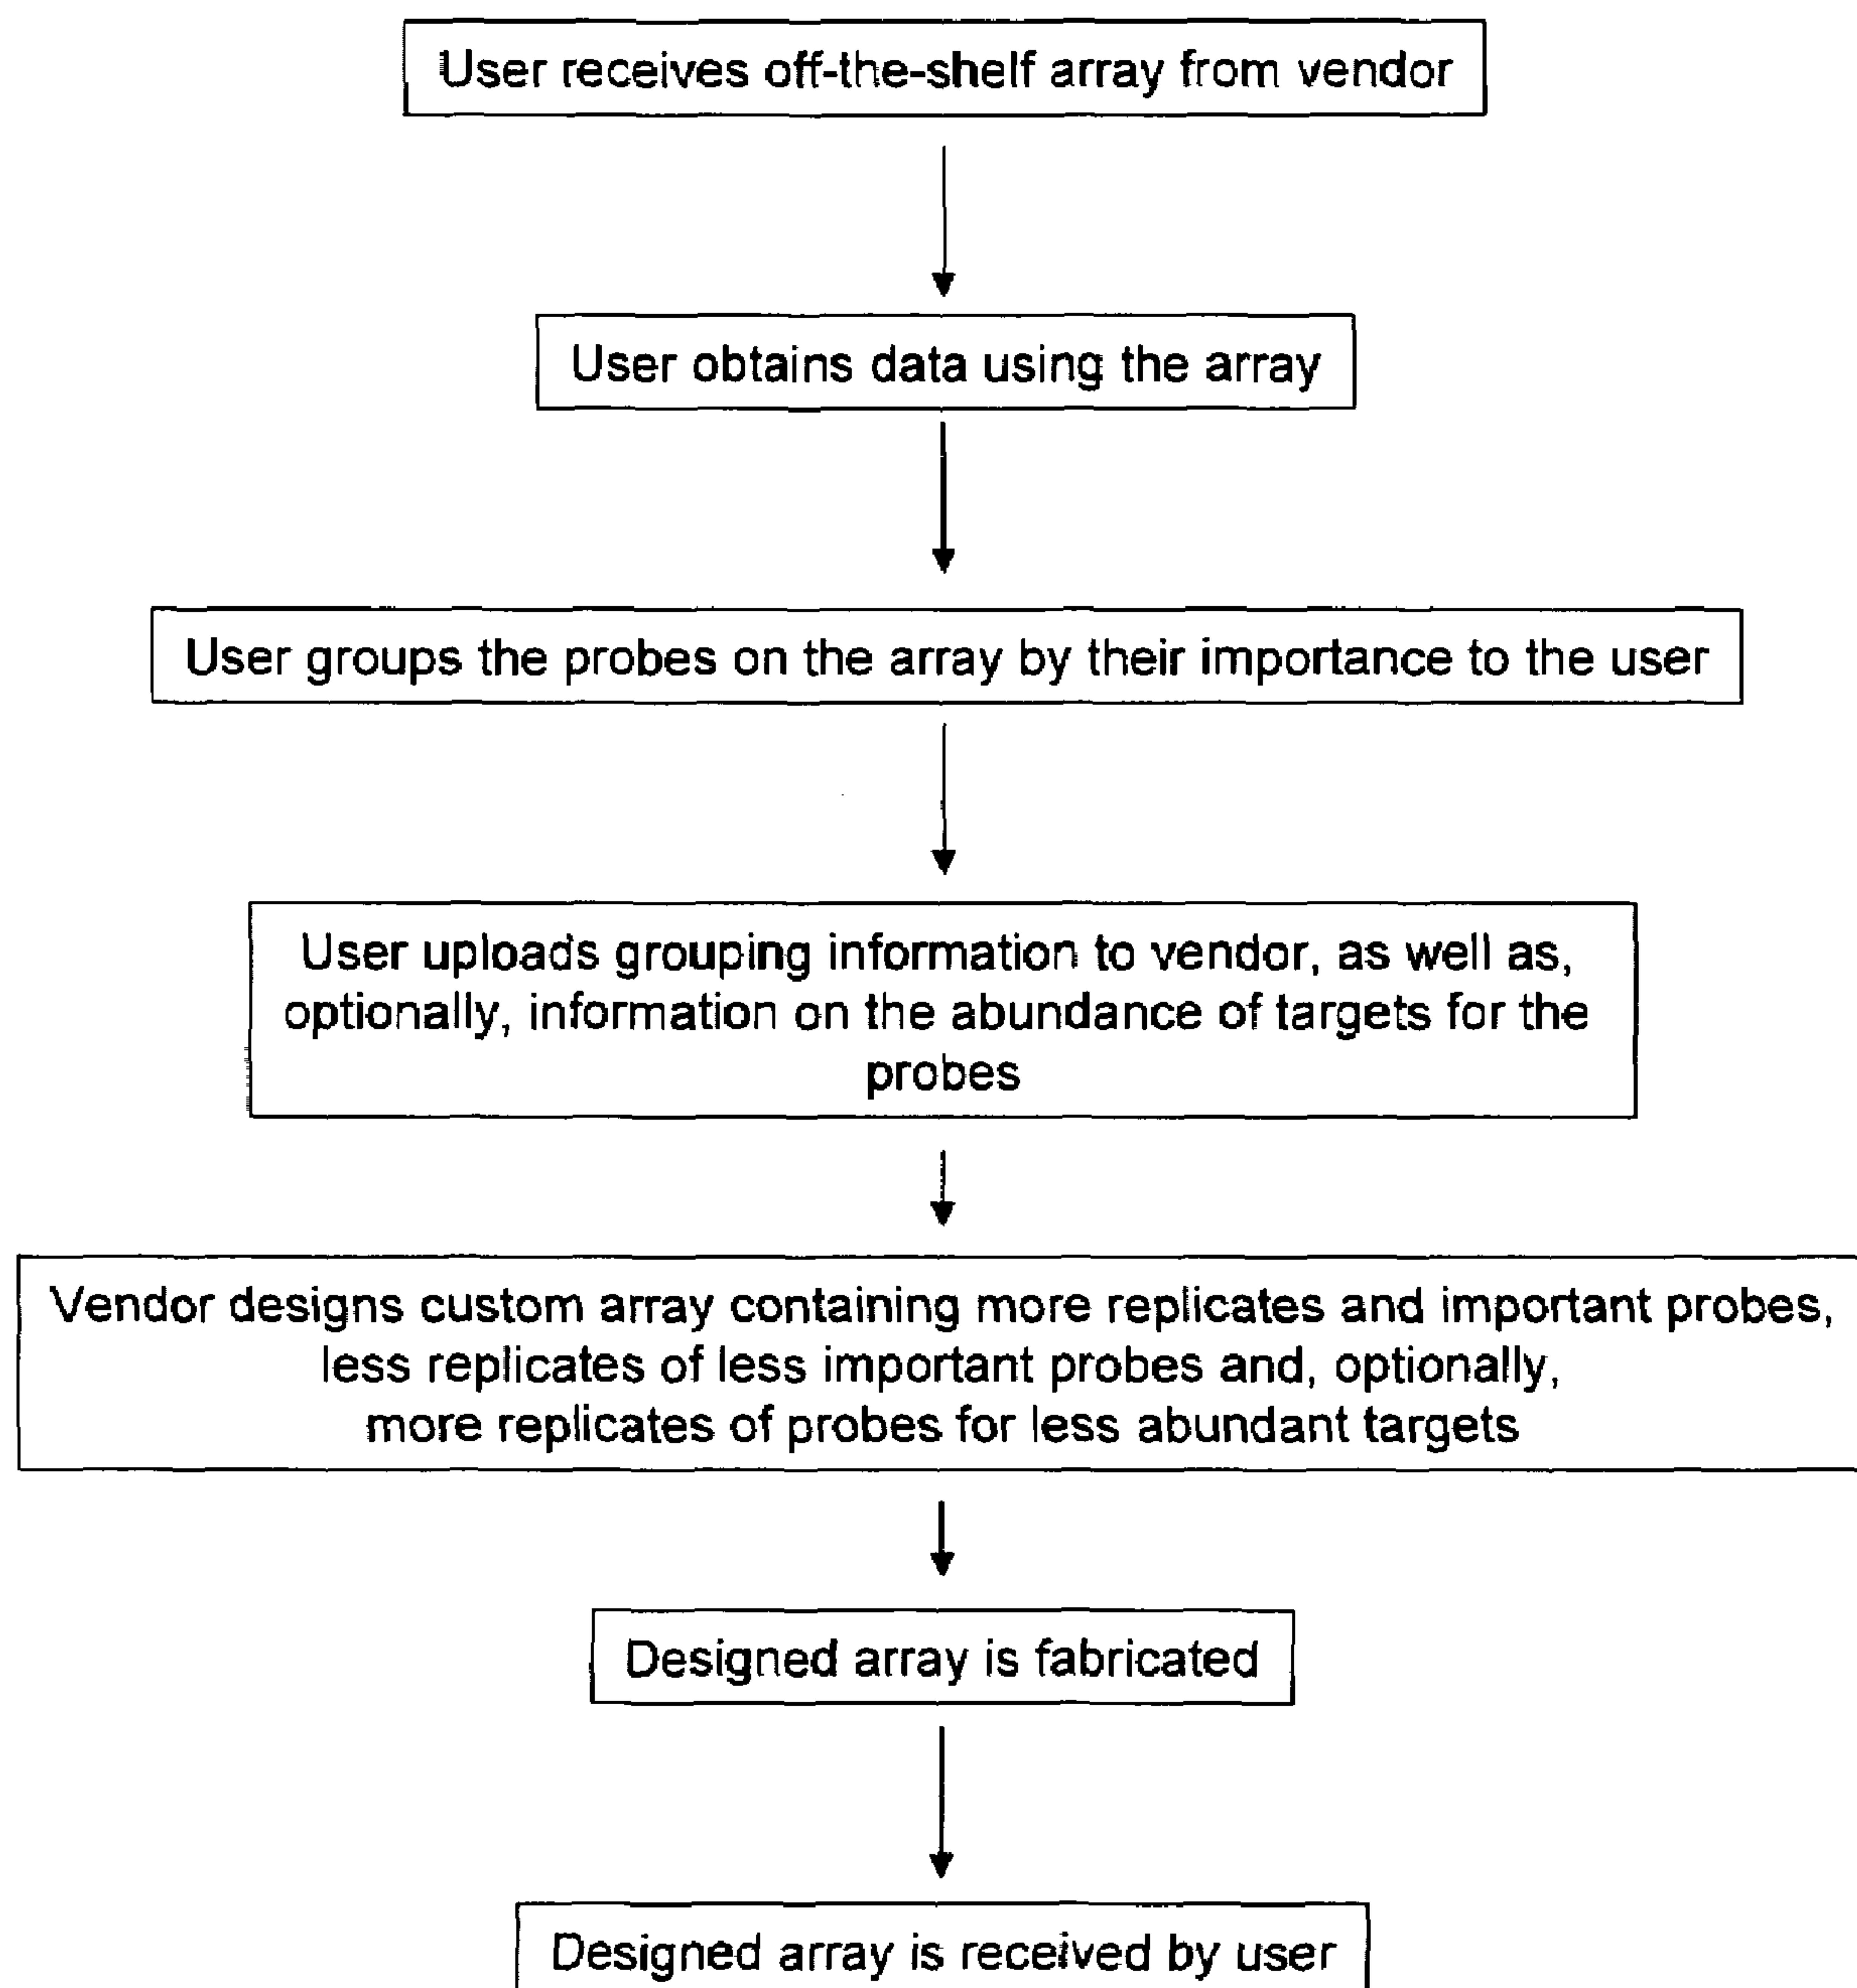 User receives off-the-shelf array from vendor
User obtains data using the array
User groups the probes on the array by their importance to the user
User uploads grouping information to vendor, as well as,
optionally, information on the abundance of targets for the
probes
Vendor designs custom array containing more replicates and important probes,
less replicates of less important probes and, optionally,
more replicates of probes for less abundant targets
Designed array is fabricated
Designed array is received by user